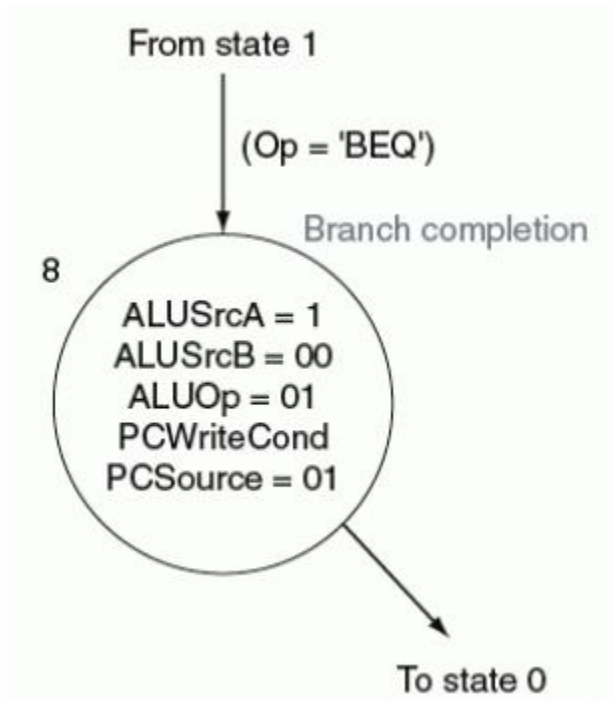 From state 1
(Op = 'BEQ')
Branch completion
8
ALUSrcA = 1
ALUSrcB = 00
ALUOp = 01
PCWriteCond
PCSource = 01
To state 0